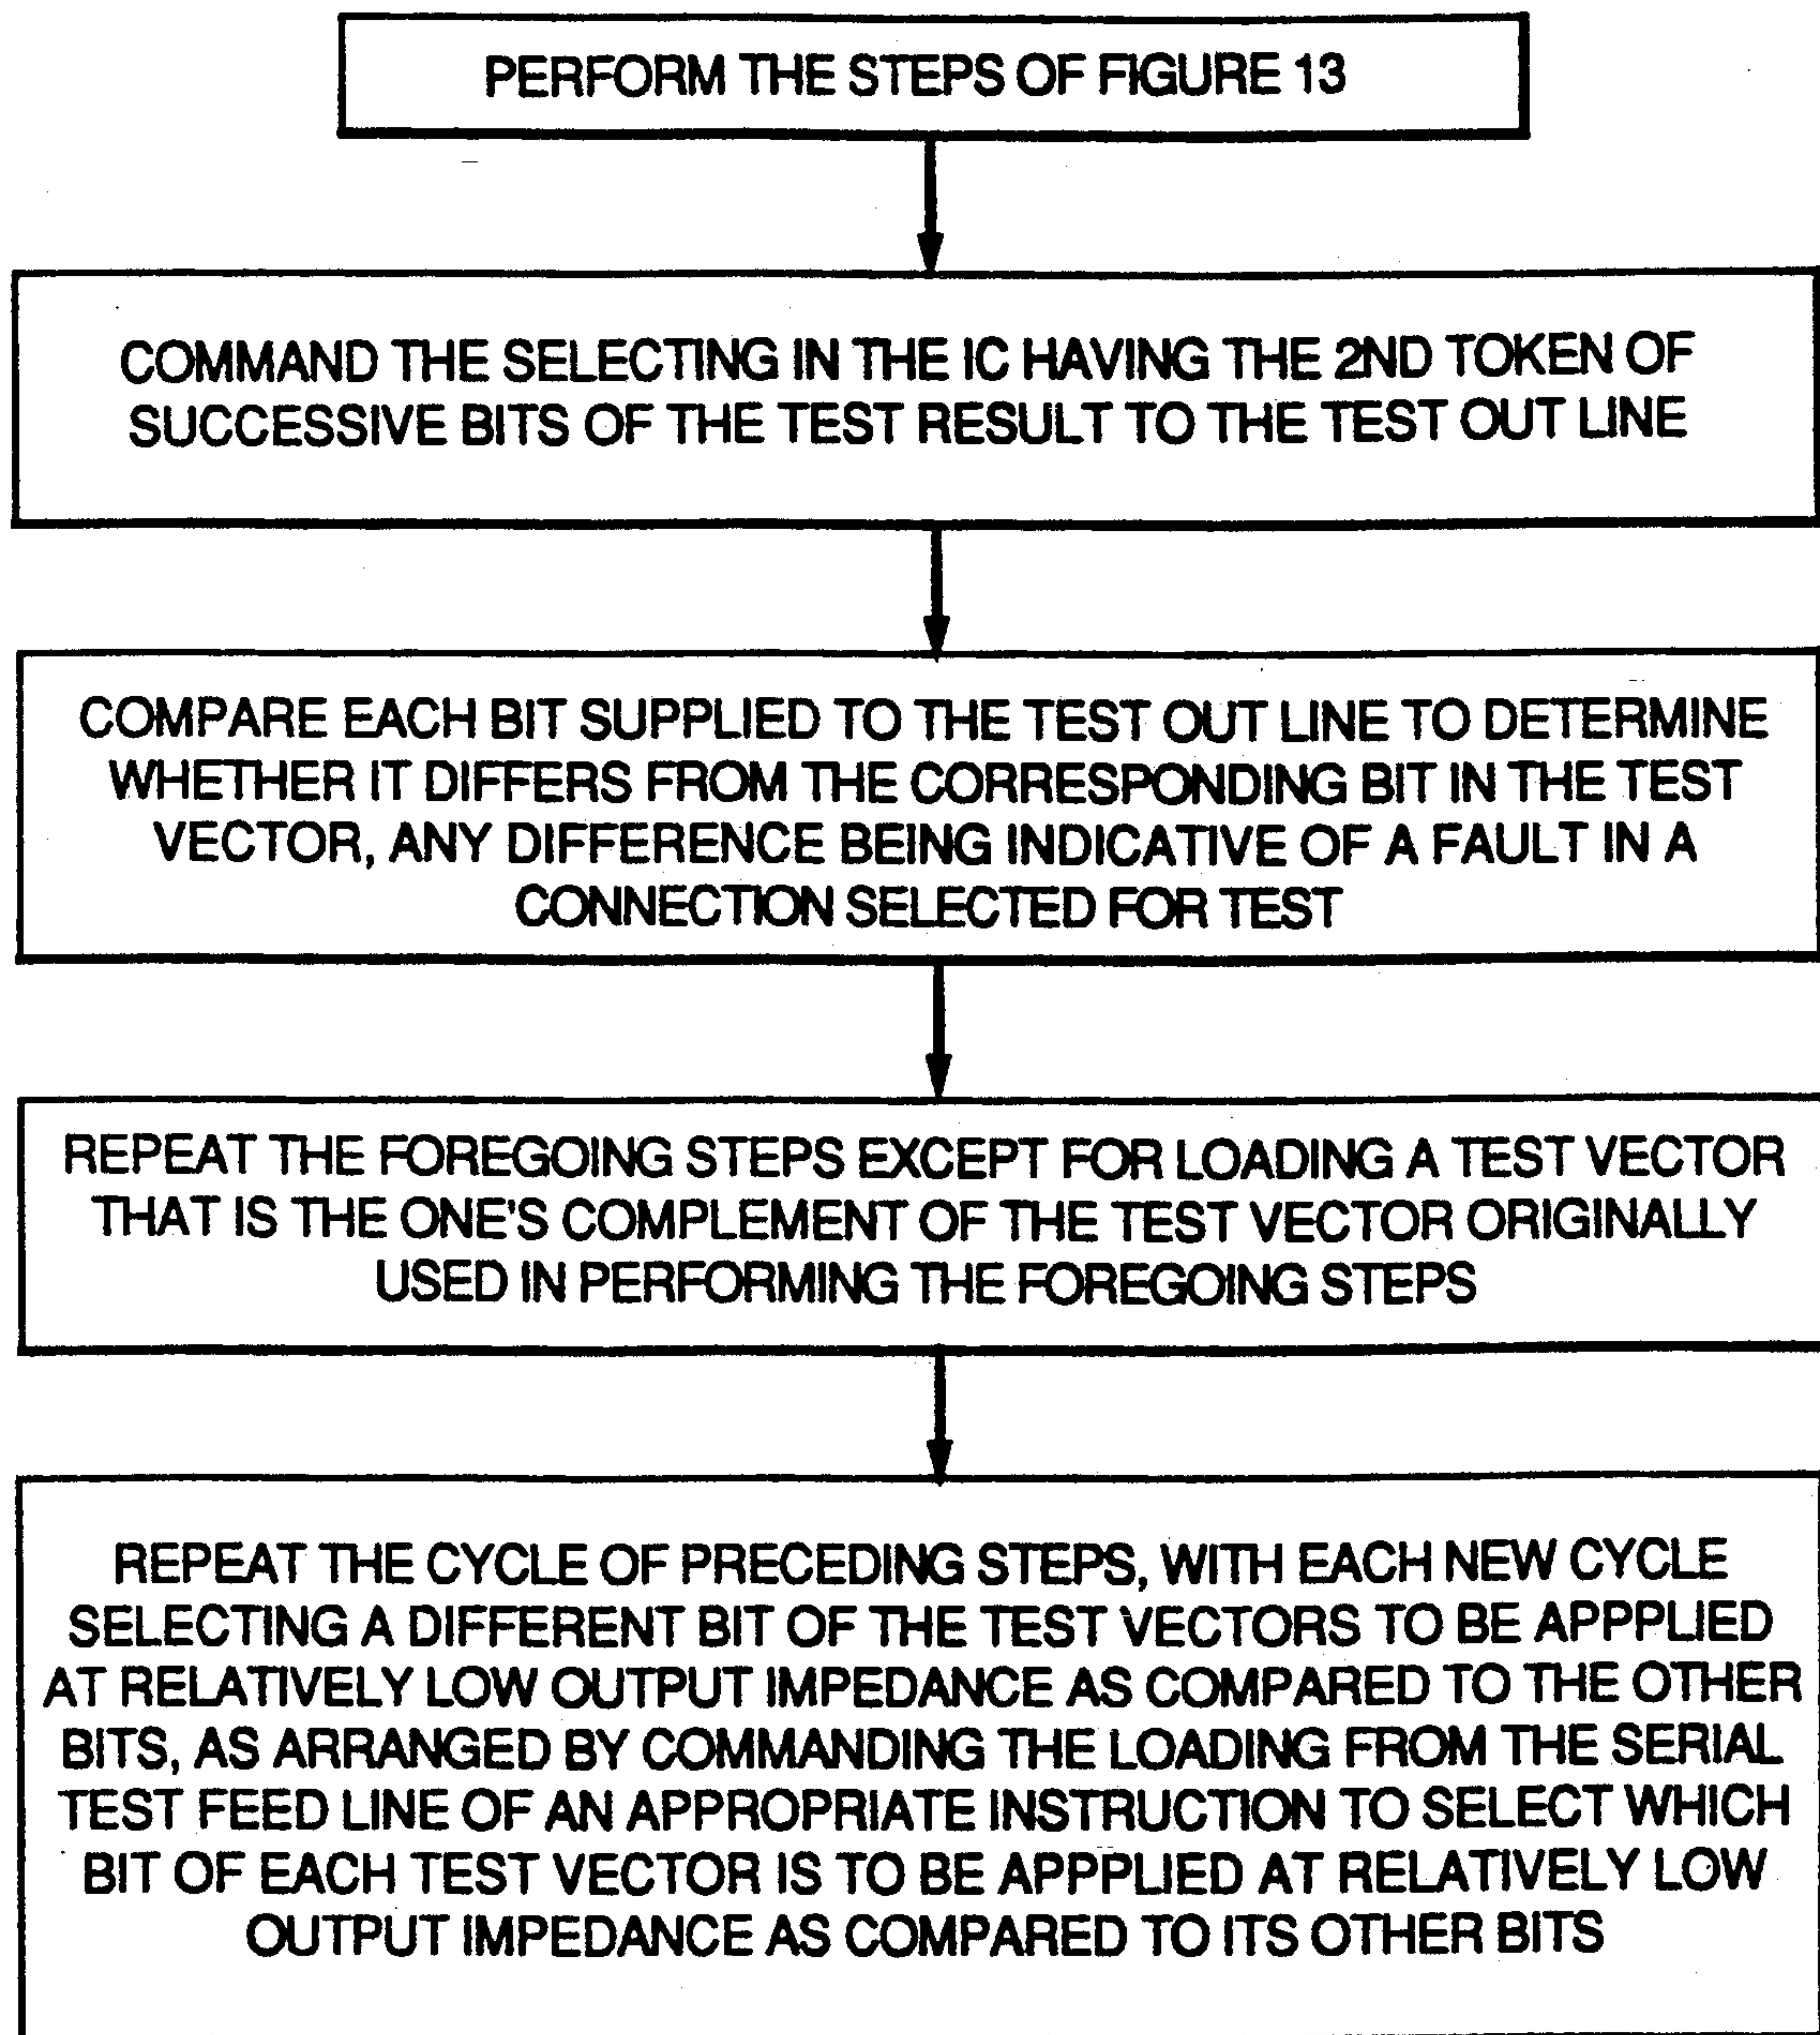 PERFORM THE STEPS OF FIGURE 13
COMMAND THE SELECTING IN THE IC HAVING THE 2ND TOKEN OF
SUCCESSIVE BITS OF THE TEST RESULT TO THE TEST OUT LINE
COMPARE EACH BIT SUPPLIED TO THE TEST OUT LINE TO DETERMINE
WHETHER IT DIFFERS FROM THE CORRESPONDING BIT IN THE TEST
VECTOR, ANY DIFFERENCE BEING INDICATIVE OF A FAULT IN A
CONNECTION SELECTED FOR TEST
REPEAT THE FOREGOING STEPS EXCEPT FOR LOADING A TEST VECTOR
THAT IS THE ONE'S COMPLEMENT OF THE TEST VECTOR ORIGINALLY
USED IN PERFORMING THE FOREGOING STEPS
REPEAT THE CYCLE OF PRECEDING STEPS, WITH EACH NEW CYCLE
SELECTING A DIFFERENT BIT OF THE TEST VECTORS TO BE APPPLIED
AT RELATIVELY LOW OUTPUT IMPEDANCE AS COMPARED TO THE OTHER
BITS, AS ARRANGED BY COMMANDING THE LOADING FROM THE SERIAL
TEST FEED LINE OF AN APPROPRIATE INSTRUCTION TO SELECT WHICH
BIT OF EACH TEST VECTOR IS TO BE APPPLIED AT RELATIVELY LOW
OUTPUT IMPEDANCE AS COMPARED TO ITS OTHER BITS